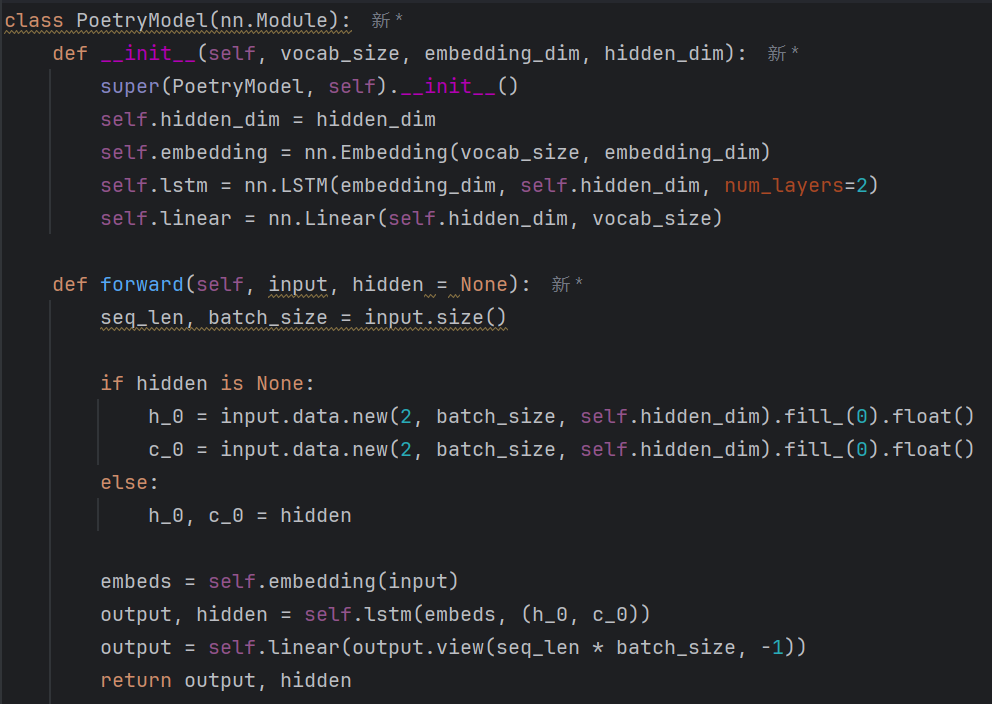 class PoetryModel(nn.Module): 新 *
    def __init__(self, vocab_size, embedding_dim, hidden_dim): 新 *
        super(PoetryModel, self).__init__()
        self.hidden_dim = hidden_dim
        self.embedding = nn.Embedding(vocab_size, embedding_dim)
        self.lstm = nn.LSTM(embedding_dim, self.hidden_dim, num_layers=2)
        self.linear = nn.Linear(self.hidden_dim, vocab_size)

    def forward(self, input, hidden = None): 新 *
        seq_len, batch_size = input.size()

        if hidden is None:
            h_0 = input.data.new(2, batch_size, self.hidden_dim).fill_(0).float()
            c_0 = input.data.new(2, batch_size, self.hidden_dim).fill_(0).float()
        else:
            h_0, c_0 = hidden

        embeds = self.embedding(input)
        output, hidden = self.lstm(embeds, (h_0, c_0))
        output = self.linear(output.view(seq_len * batch_size, -1))
        return output, hidden